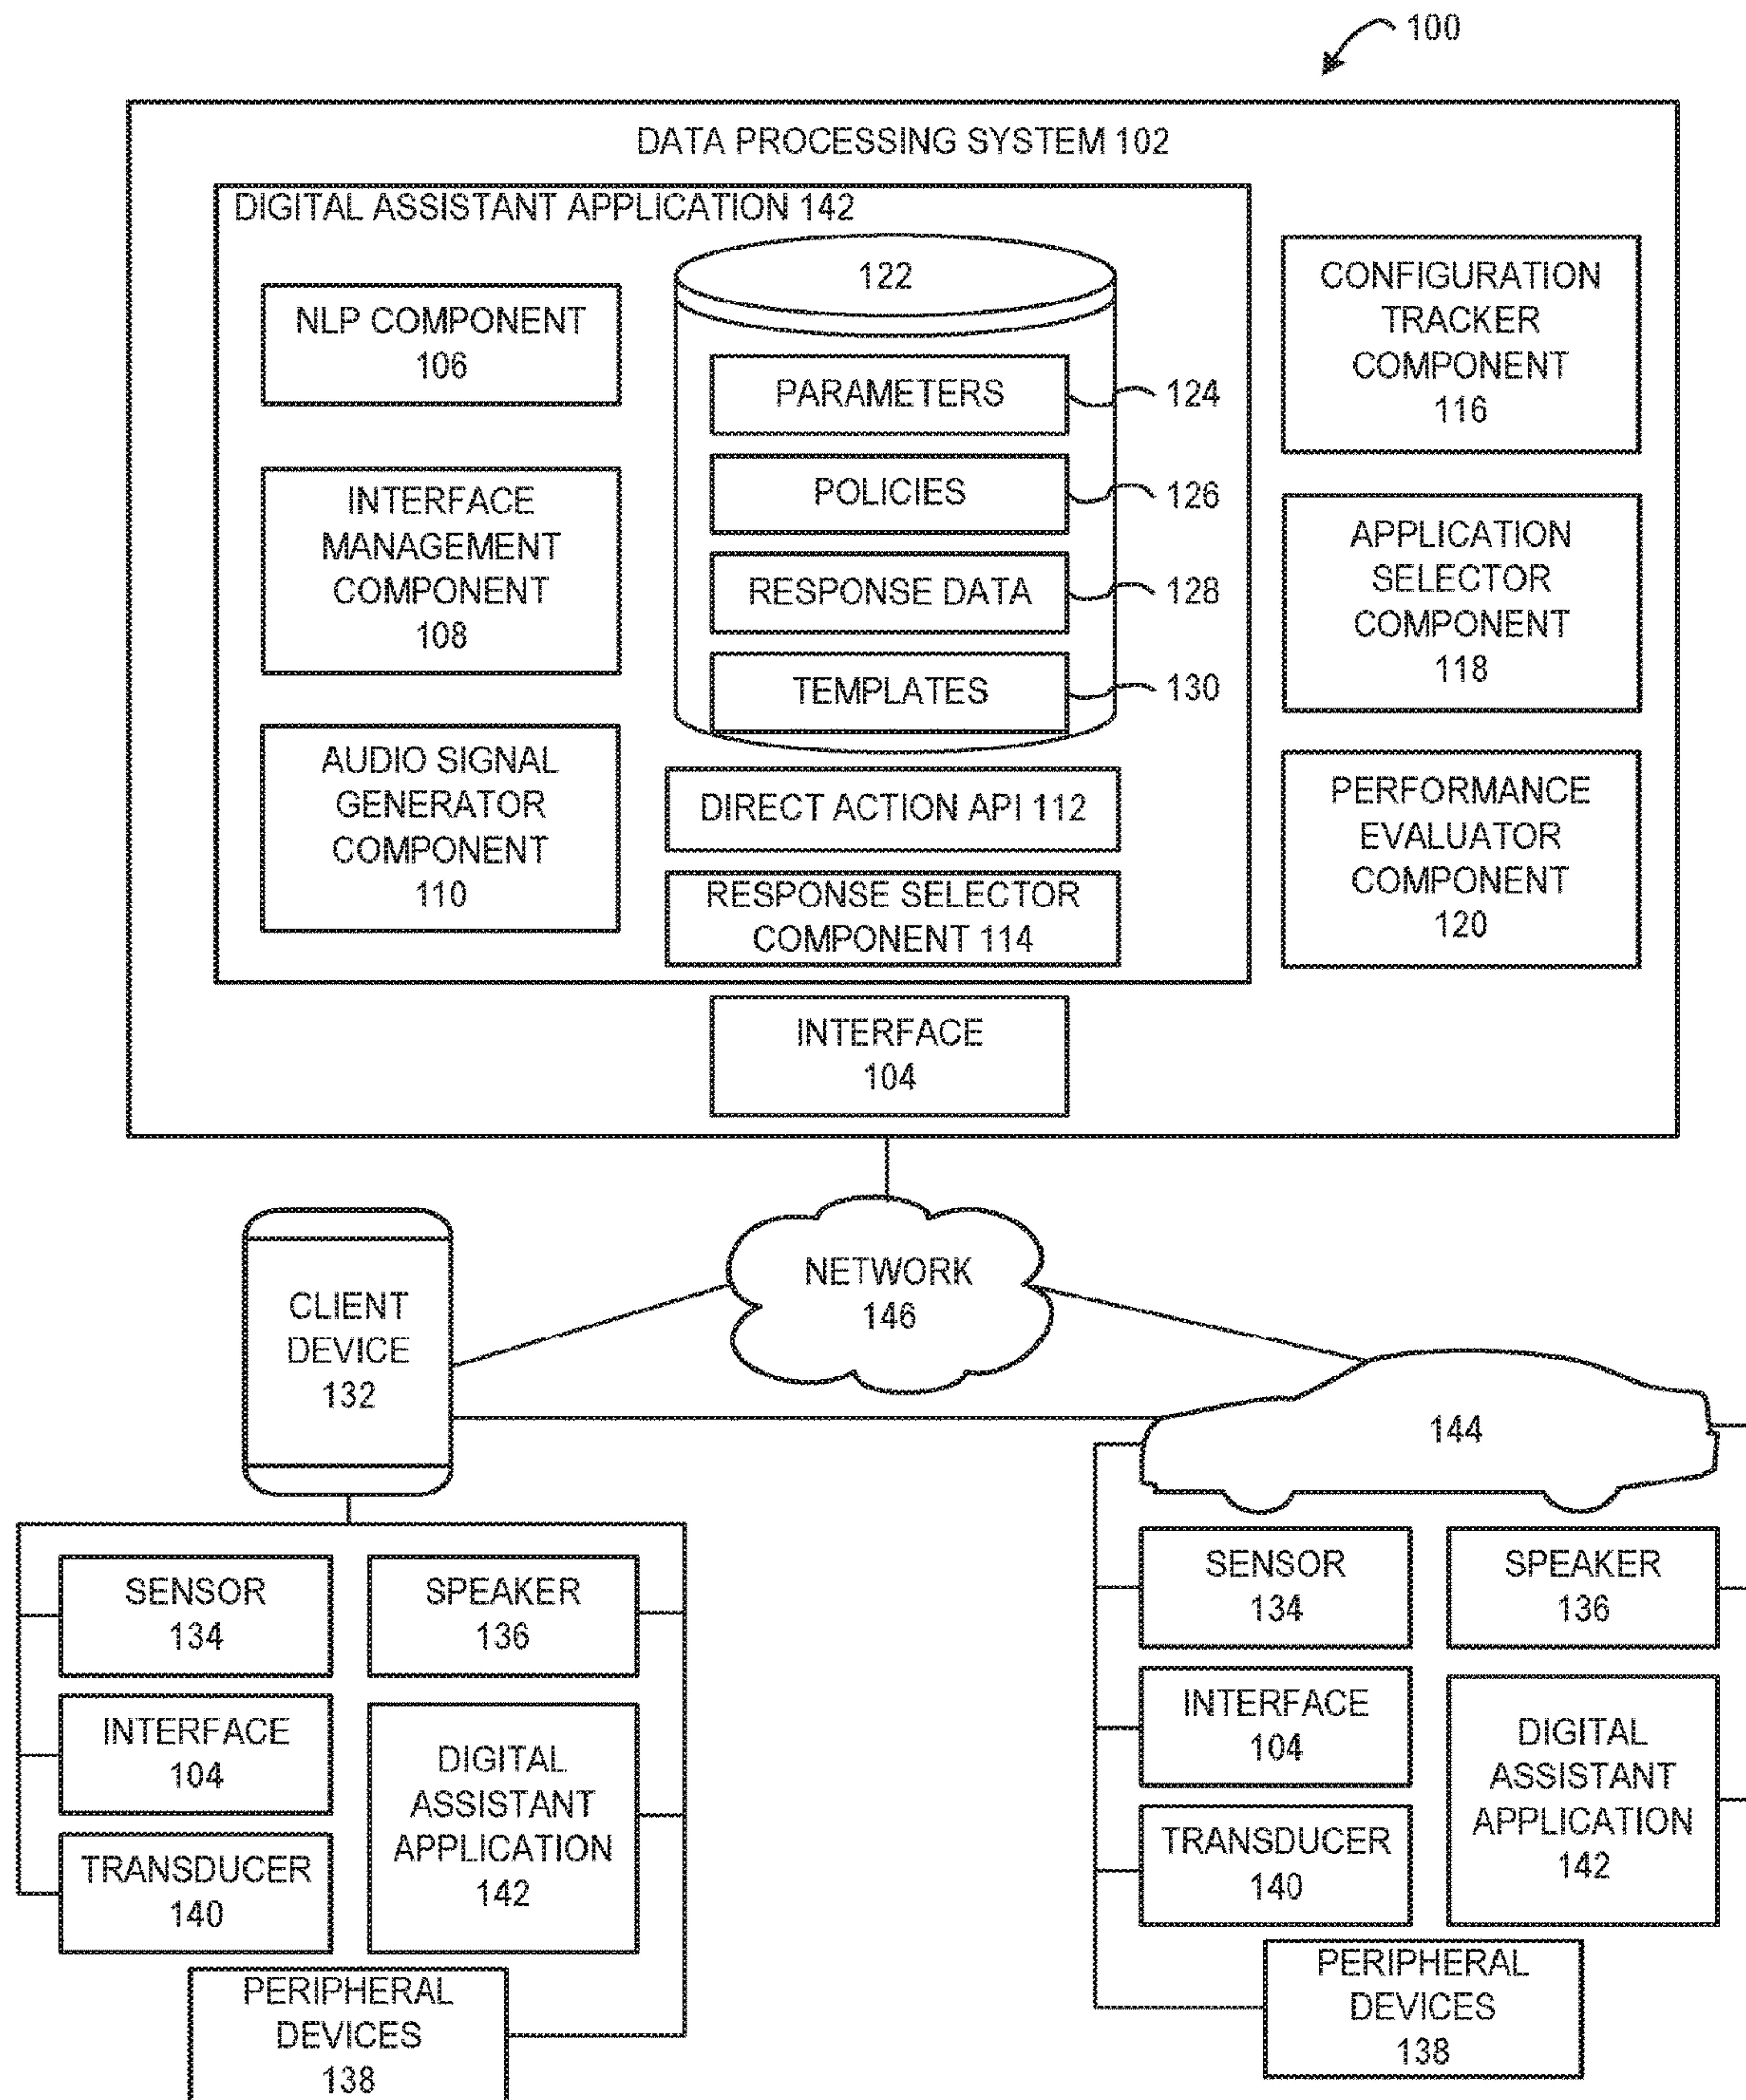 100
DATA PROCESSING SYSTEM 102
DIGITAL ASSISTANT APPLICATION 142
NLP COMPONENT
106
INTERFACE
MANAGEMENT
COMPONENT
108
AUDIO SIGNAL
GENERATOR
COMPONENT
110
122
PARAMETERS
124
POLICIES
126
RESPONSE DATA
128
TEMPLATES
130
DIRECT ACTION API 112
RESPONSE SELECTOR
COMPONENT 114
CONFIGURATION
TRACKER
COMPONENT
116
APPLICATION
SELECTOR
COMPONENT
118
PERFORMANCE
EVALUATOR
COMPONENT
120
INTERFACE
104
NETWORK
146
CLIENT
DEVICE
132
144
SENSOR
134
SPEAKER
136
INTERFACE
104
DIGITAL
ASSISTANT
APPLICATION
142
TRANSDUCER
140
PERIPHERAL
DEVICES
138
SENSOR
134
SPEAKER
136
INTERFACE
104
DIGITAL
ASSISTANT
APPLICATION
142
TRANSDUCER
140
PERIPHERAL
DEVICES
138